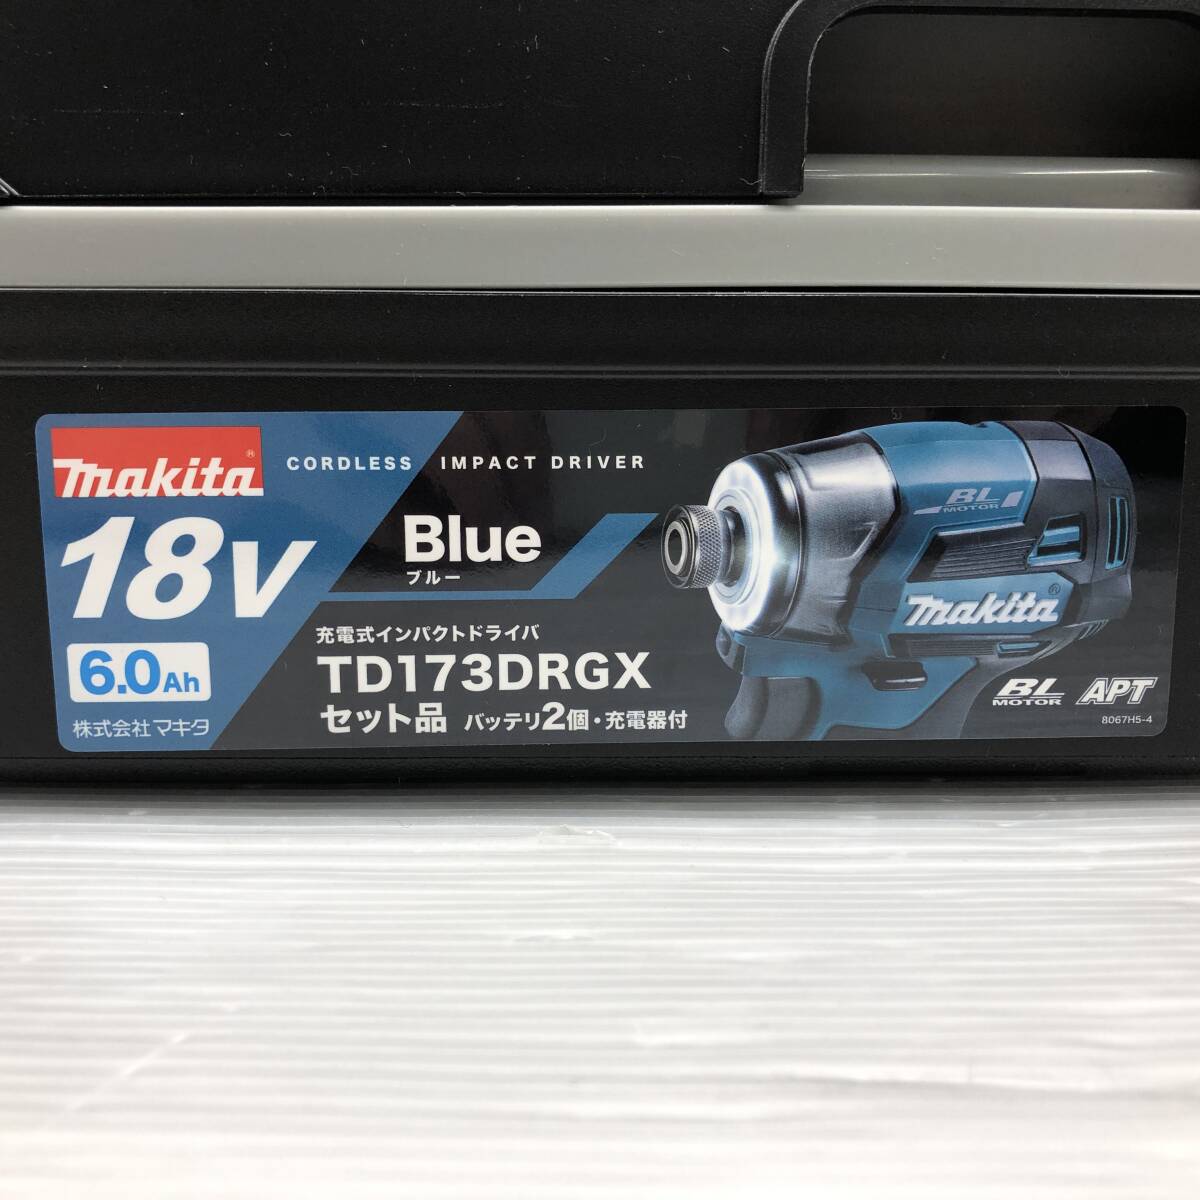 makita®
CORDLESS IMPACT DRIVER
18V
Blue
ブルー
6.0Ah
充電式インパクトドライバ
TD173DRGX
セット品 バッテリ2個・充電器付
株式会社マキタ
BL
MOTOR
makita®
BL
MOTOR
APT
8067H5-4